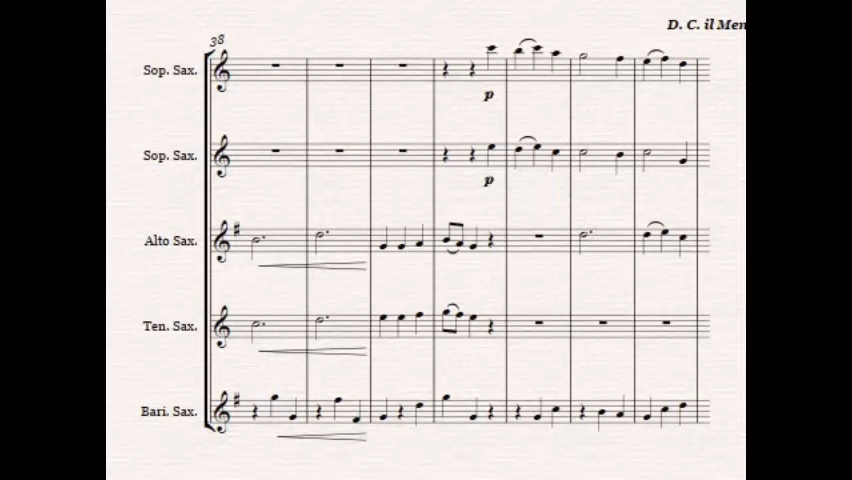 D. C. il Men
38
Sop. Sax.
p
Sop. Sax.
p
Alto Sax.
Ten. Sax.
Bari. Sax.